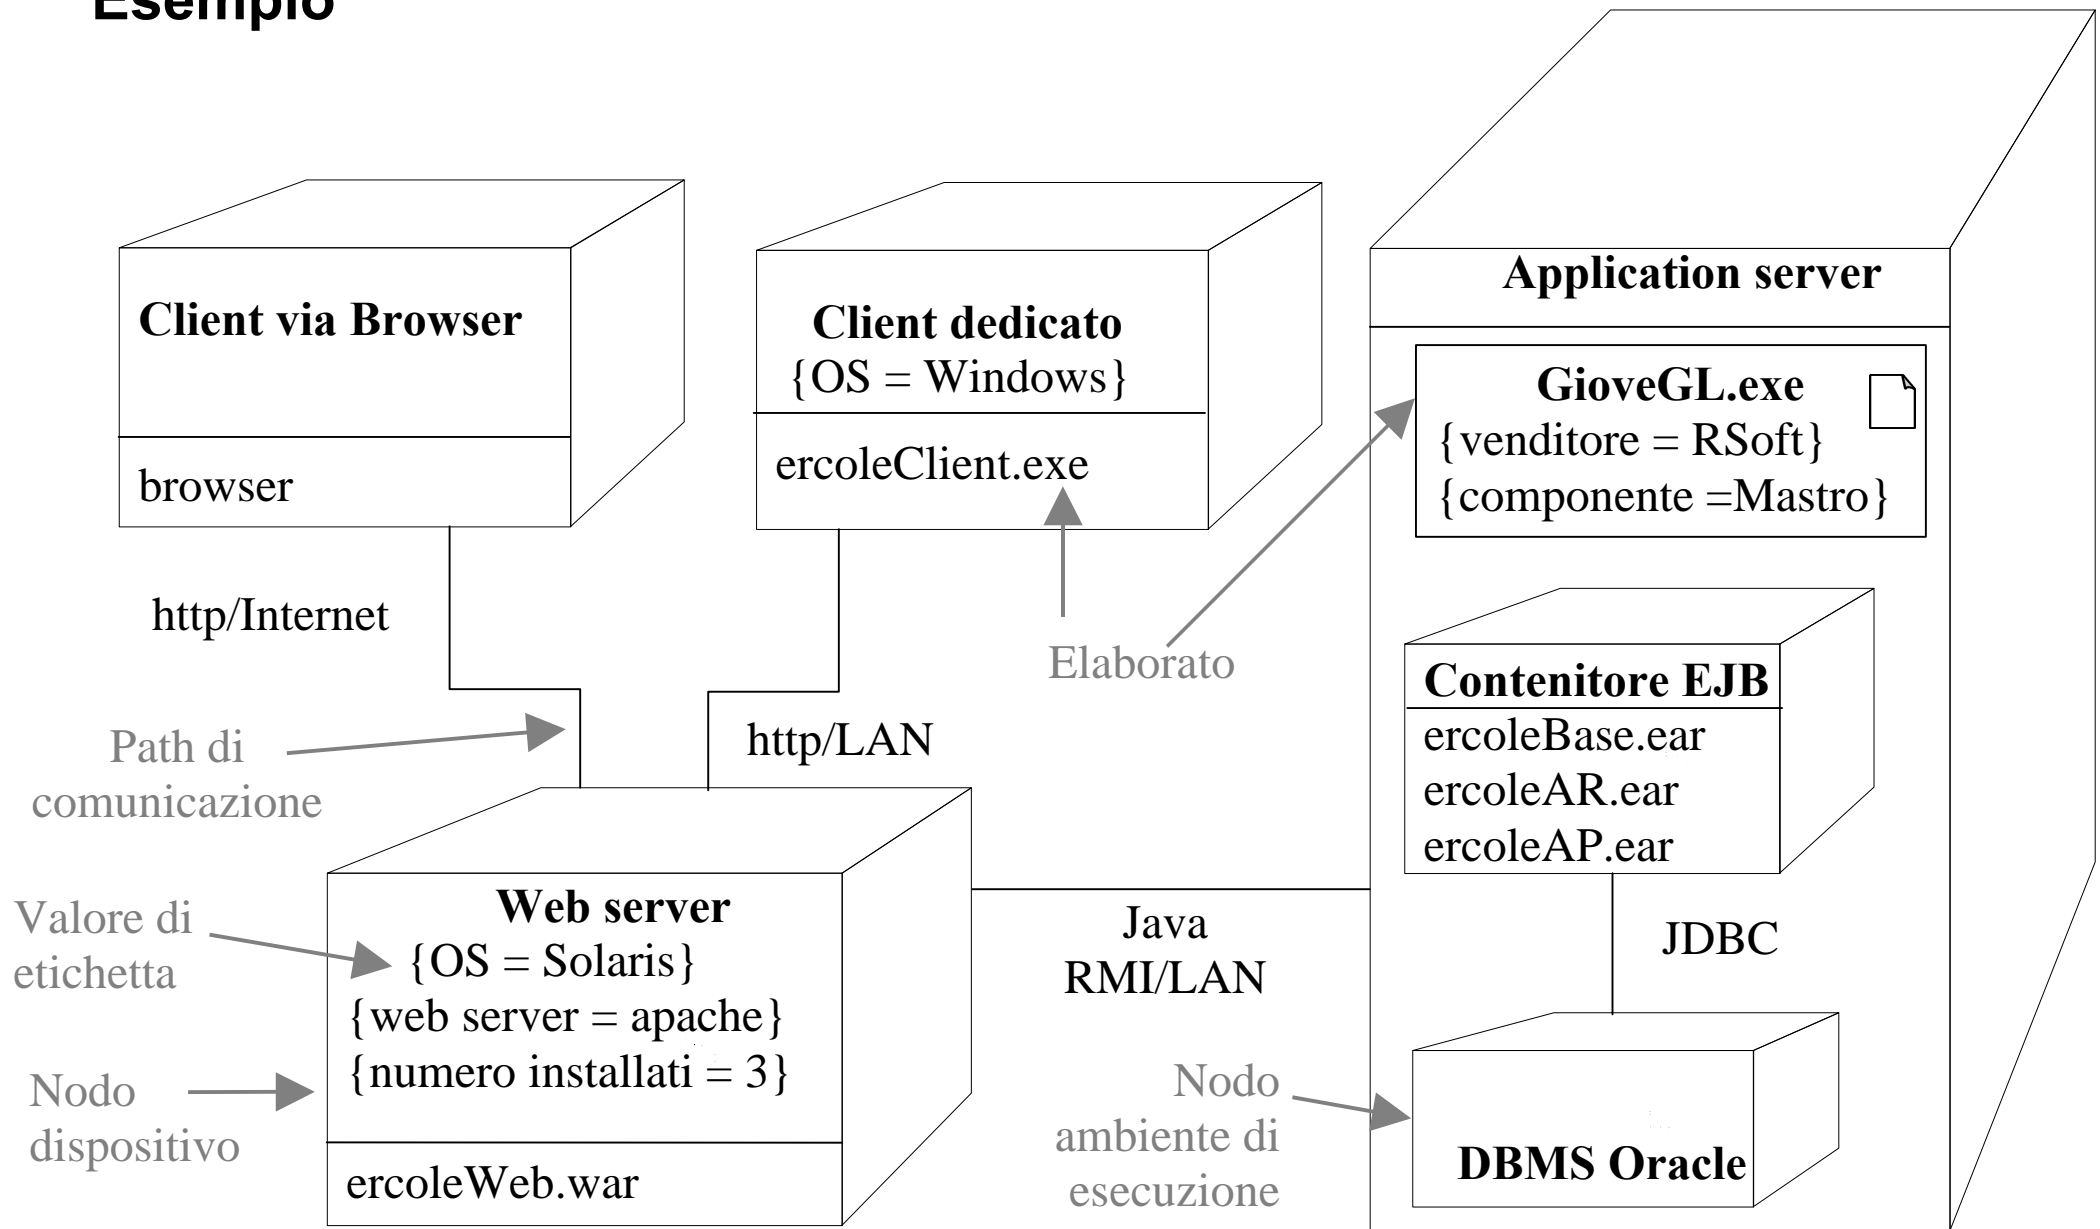 Esempio
Client via Browser
browser
Client dedicato
{OS = Windows}
ercoleClient.exe
Application server
GioveGL.exe
{venditore = RSoft}
{componente =Mastro}
http/Internet
Elaborato
Contenitore EJB
ercoleBase.ear
ercoleAR.ear
ercoleAP.ear
Path di
comunicazione
http/LAN
Valore di
etichetta
Web server
{OS = Solaris}
{web server = apache}
{numero installati = 3}
ercoleWeb.war
Java
RMI/LAN
JDBC
Nodo
dispositivo
Nodo
ambiente di
esecuzione
DBMS Oracle